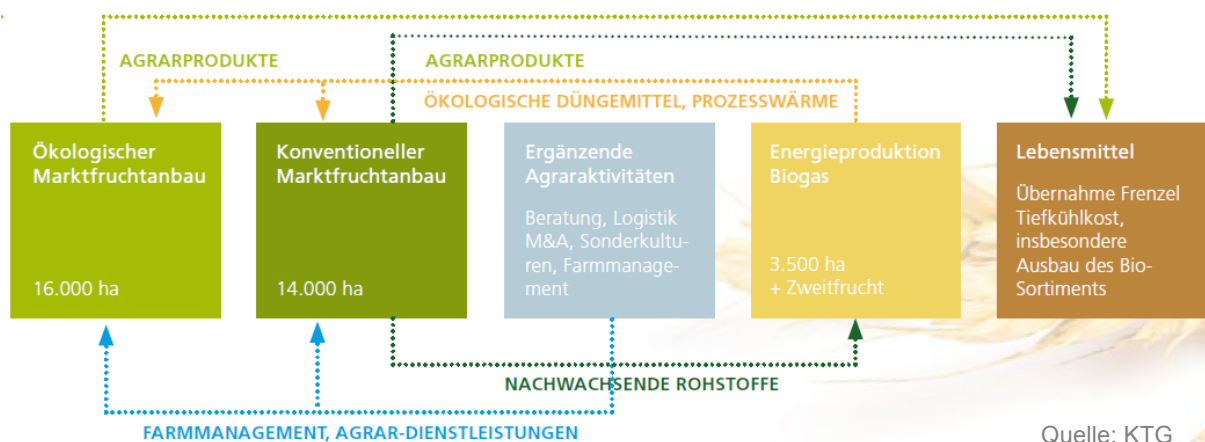 AGRARPRODUKTE
AGRARPRODUKTE
ÖKOLOGISCHE DÜNGEMITTEL, PROZESSWÄRME
Ökologischer
Marktfruchtanbau
16.000 ha
Konventioneller
Marktfruchtanbau
14.000 ha
Ergänzende
Agraraktivitäten
Beratung, Logistik
M&A, Sonderkultu-
ren, Farmmanage-
ment
Energieproduktion
Biogas
3.500 ha
+ Zweitfrucht
Lebensmittel
Übernahme Frenzel
Tiefkühlkost,
insbesondere
Ausbau des Bio-
Sortiments
NACHWACHSENDE ROHSTOFFE
FARMMANAGEMENT, AGRAR-DIENSTLEISTUNGEN
Quelle: KTG